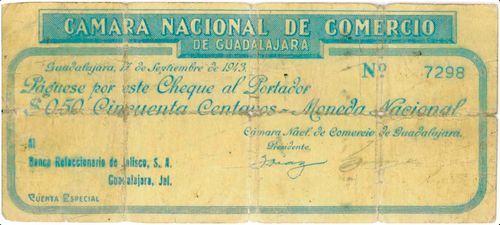 CAMARA NACIONAL DE COMERCIO
DE GUADALAJARA
Guadalajara, 17 de Septiembre de 1943.
Nº 7298
Páguese por este Cheque al Portador
$ 0.50 Cincuenta Centavos - Moneda Nacional
Cámara Nacl. de Comercio de Guadalajara.
Presidente.
Al
Banco Refaccionario de Jalisco, S. A.
Guadalajara, Jal.
CUENTA ESPECIAL